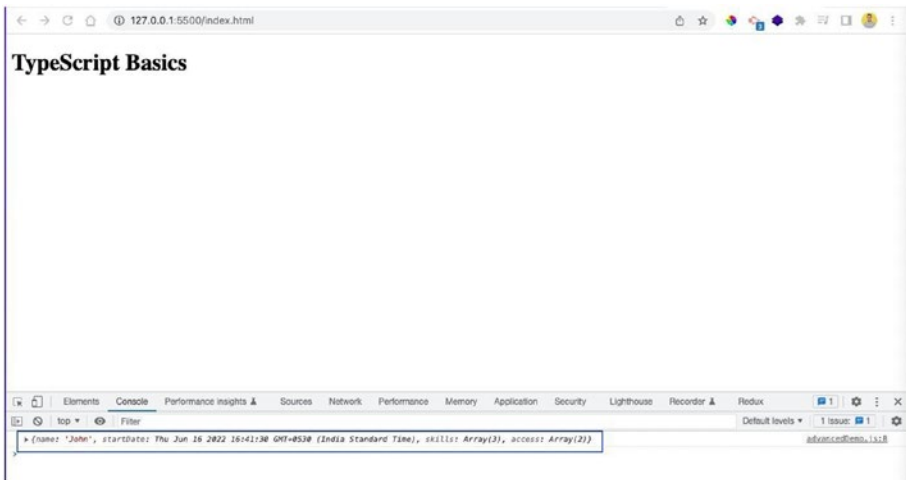 127.0.0.1:5500/index.html
TypeScript Basics
Elements Console Performance insights Sources Network Performance Memory Application Security Lighthouse Recorder Redux 1
top Filter Default levels 1 Issue: 1
{name: 'John', startDate: Thu Jun 16 2022 16:41:30 GMT+0530 (India Standard Time), skills: Array(3), access: Array(2)} advancedDemo.js:8